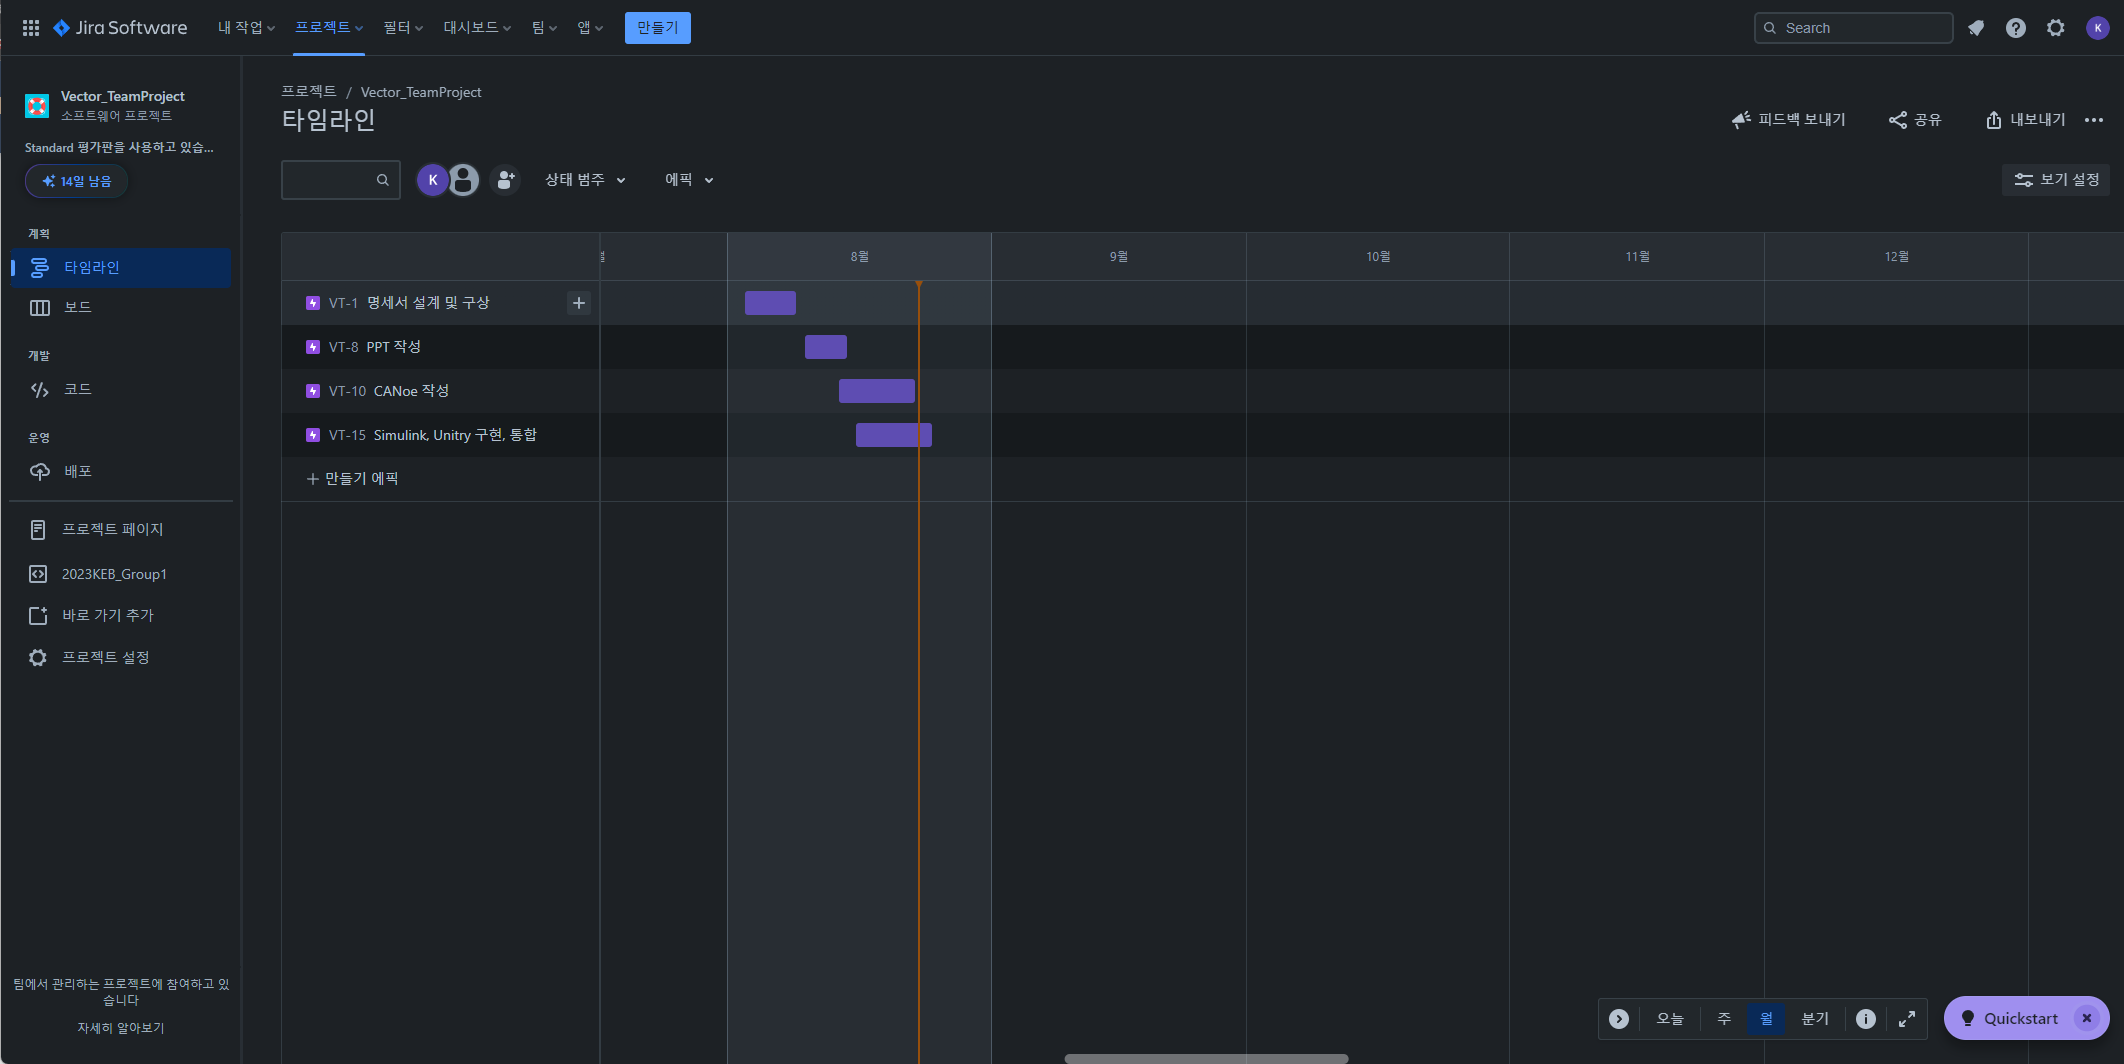 Jira Software 내 작업 프로젝트 필터 대시보드 팀 앱 만들기 Search K
Vector_TeamProject
소프트웨어 프로젝트
Standard 평가판을 사용하고 있습...
14일 남음
계획
타임라인
보드
개발
코드
운영
배포
프로젝트 페이지
2023KEB_Group1
바로 가기 추가
프로젝트 설정
팀에서 관리하는 프로젝트에 참여하고 있
습니다
자세히 알아보기
프로젝트 / Vector_TeamProject
타임라인
피드백 보내기 공유 내보내기
K 상태 범주 에픽 보기 설정
8월 9월 10월 11월 12월
VT-1 명세서 설계 및 구상
VT-8 PPT 작성
VT-10 CANoe 작성
VT-15 Simulink, Unitry 구현, 통합
만들기 에픽
오늘 주 월 분기 Quickstart